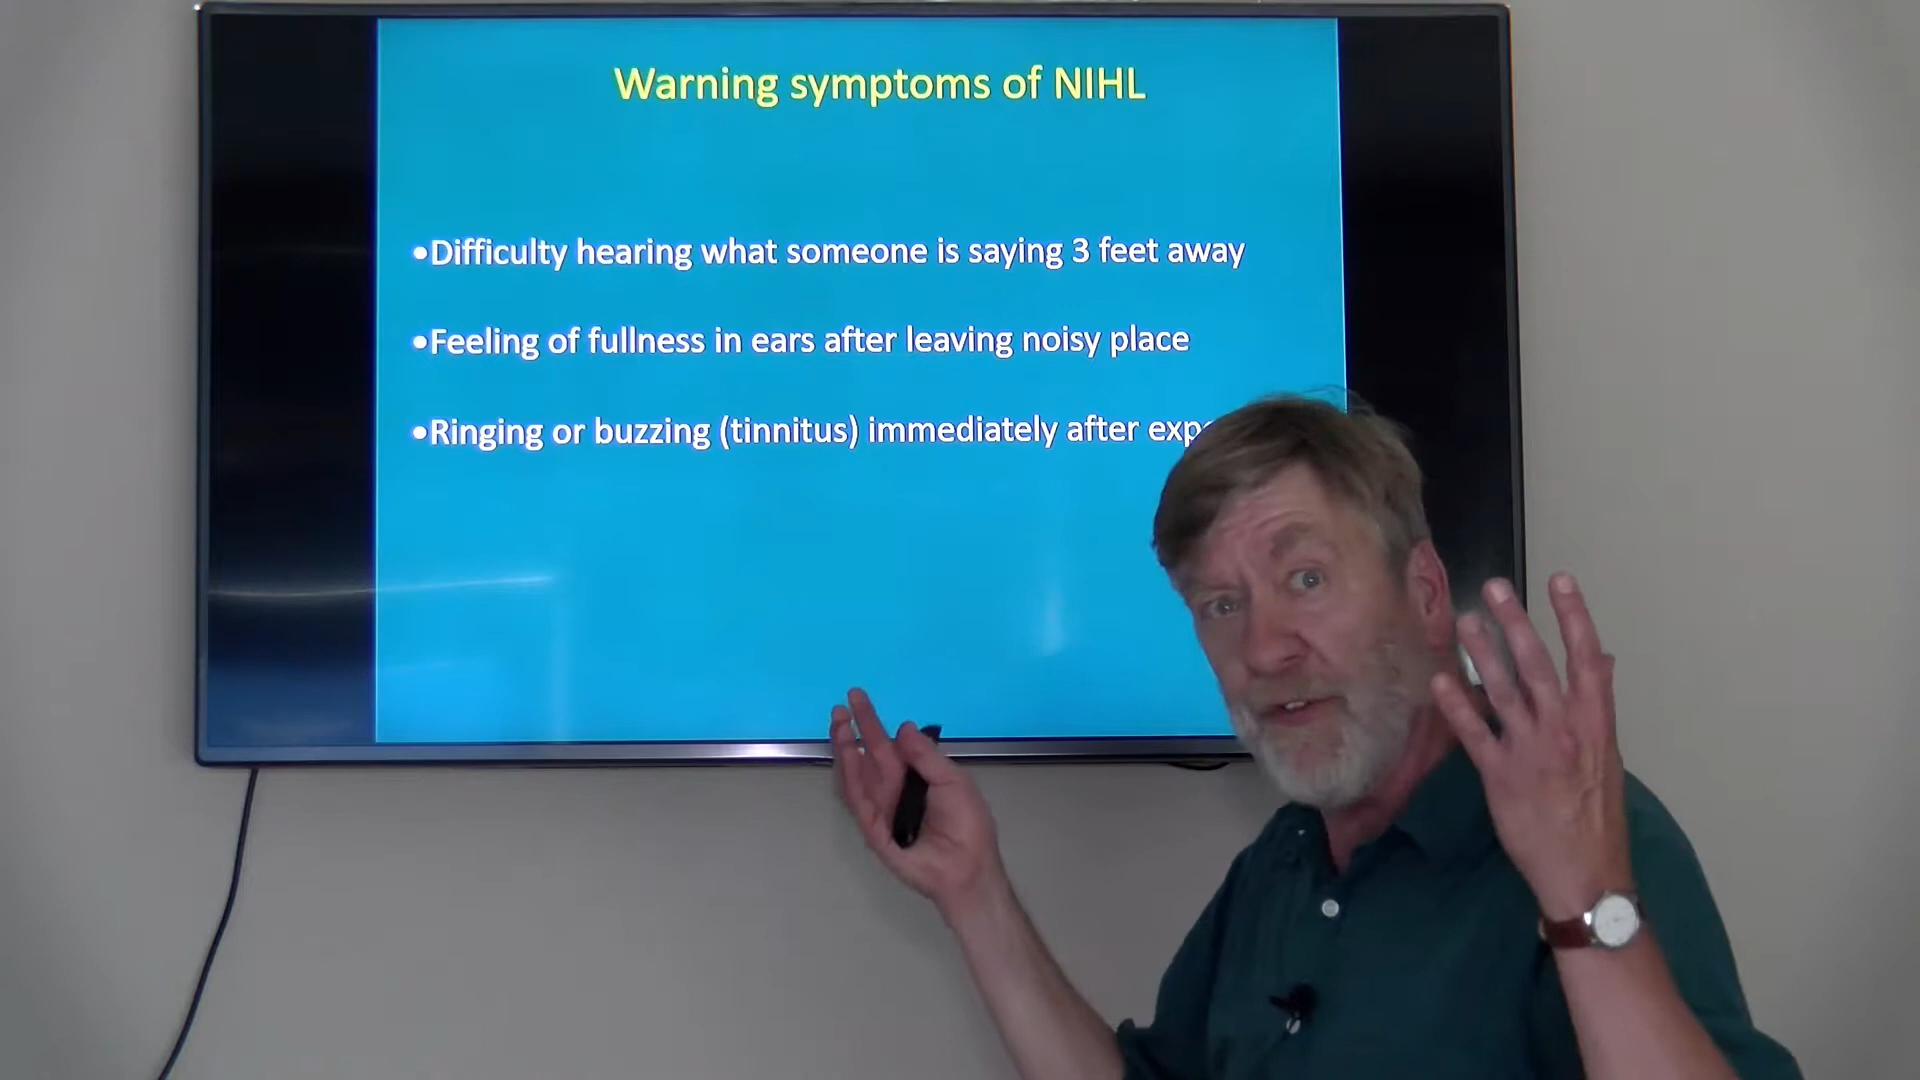 Warning symptoms of NIHL
•Difficulty hearing what someone is saying 3 feet away
•Feeling of fullness in ears after leaving noisy place
•Ringing or buzzing (tinnitus) immediately after